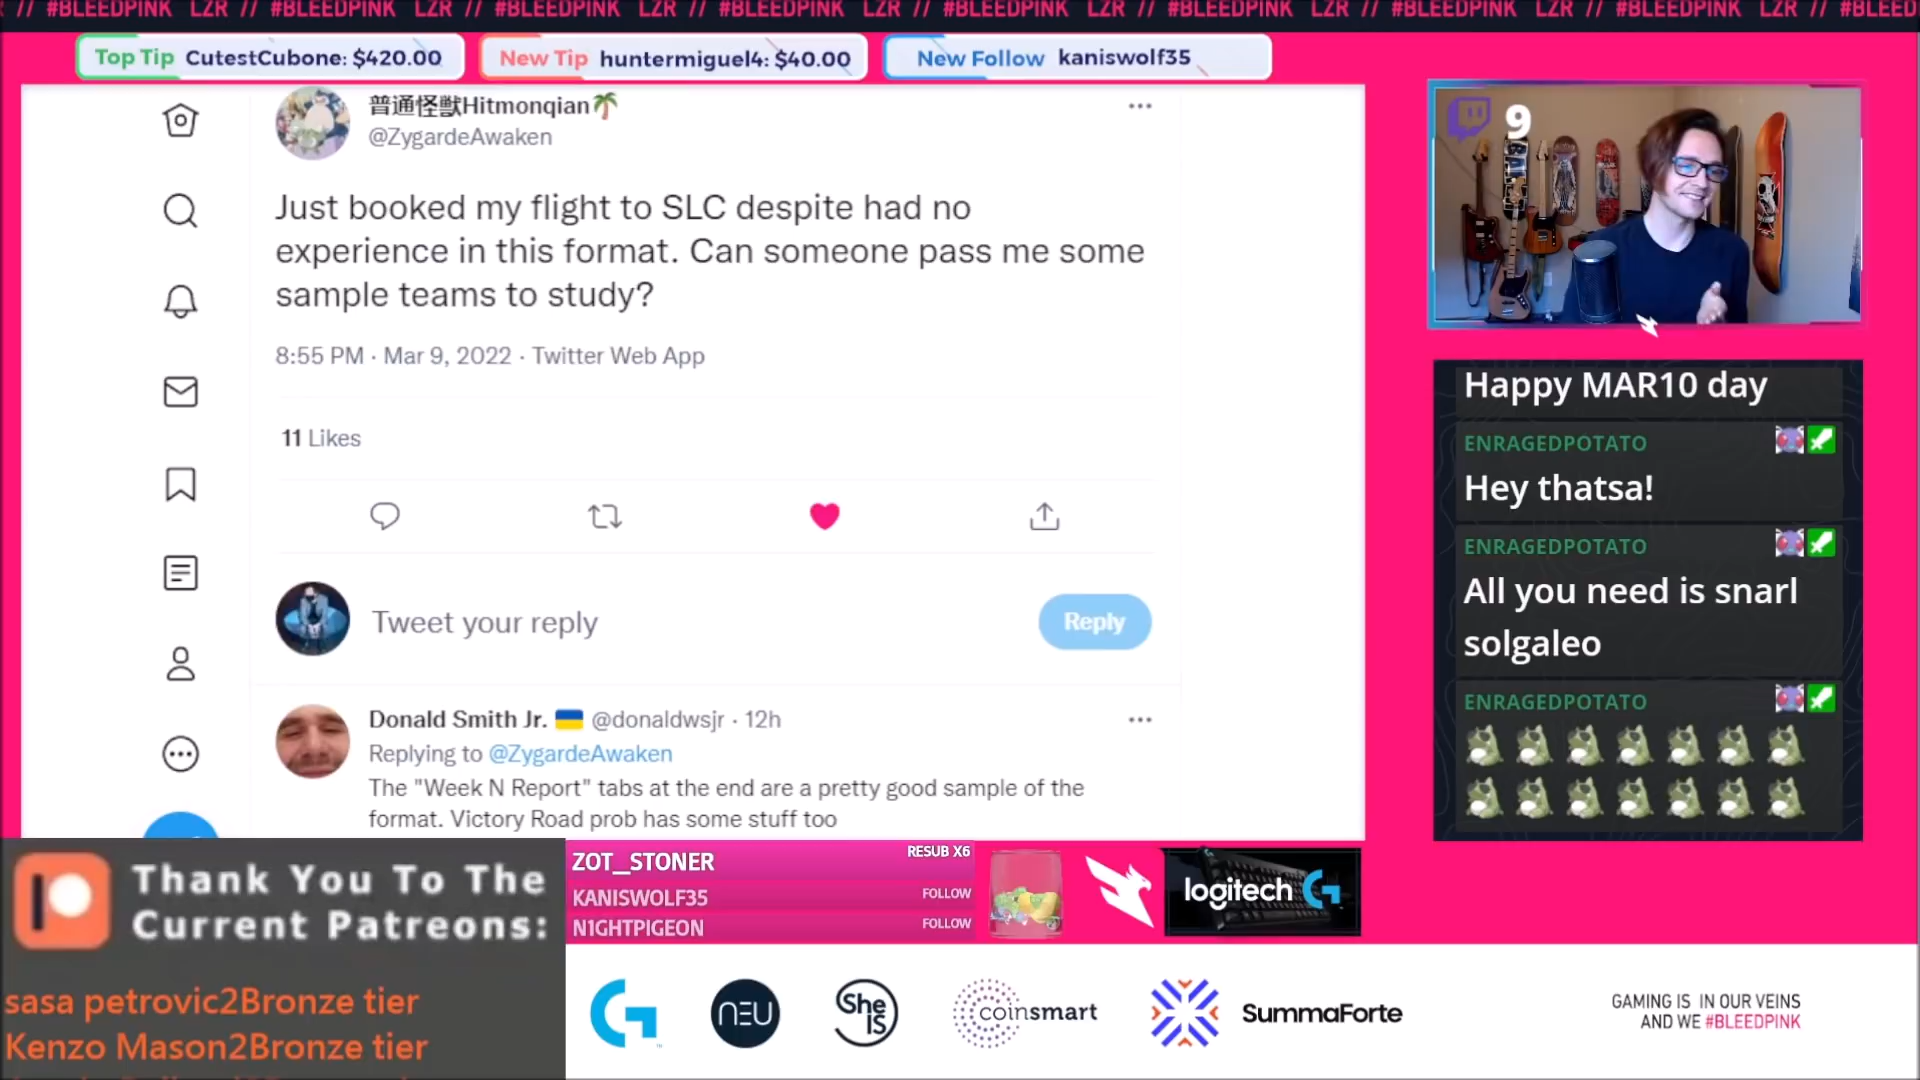 // #BLEEDPINK LZR // #BLEEDPINK LZR // #BLEEDPINK LZR // #BLEEDPINK LZR // #BLEEDPINK LZR // #BLEEDPINK LZR // #BLEEDPINK LZR // #BLEEDPINK LZR // #BLEED
Top Tip CutestCubone: $420.00
New Tip huntermiguel4: $40.00
New Follow kaniswolf35
普通怪獣Hitmonqian🌴
@ZygardeAwaken
Just booked my flight to SLC despite had no
experience in this format. Can someone pass me some
sample teams to study?
8:55 PM · Mar 9, 2022 · Twitter Web App
11 Likes
Tweet your reply
Reply
Donald Smith Jr. 🇺🇦 @donaldwsjr · 12h
Replying to @ZygardeAwaken
The "Week N Report" tabs at the end are a pretty good sample of the
format. Victory Road prob has some stuff too
9
Happy MAR10 day
ENRAGEDPOTATO
Hey thatsa!
ENRAGEDPOTATO
All you need is snarl
solgaleo
ENRAGEDPOTATO
Thank You To The
Current Patreons:
sasa petrovic2Bronze tier
Kenzo Mason2Bronze tier
ZOT__STONER RESUB X6
KANISWOLF35 FOLLOW
N1GHTPIGEON FOLLOW
logitech G
G
NEU
She
IS
coinsmart
SummaForte
GAMING IS IN OUR VEINS
AND WE #BLEEDPINK